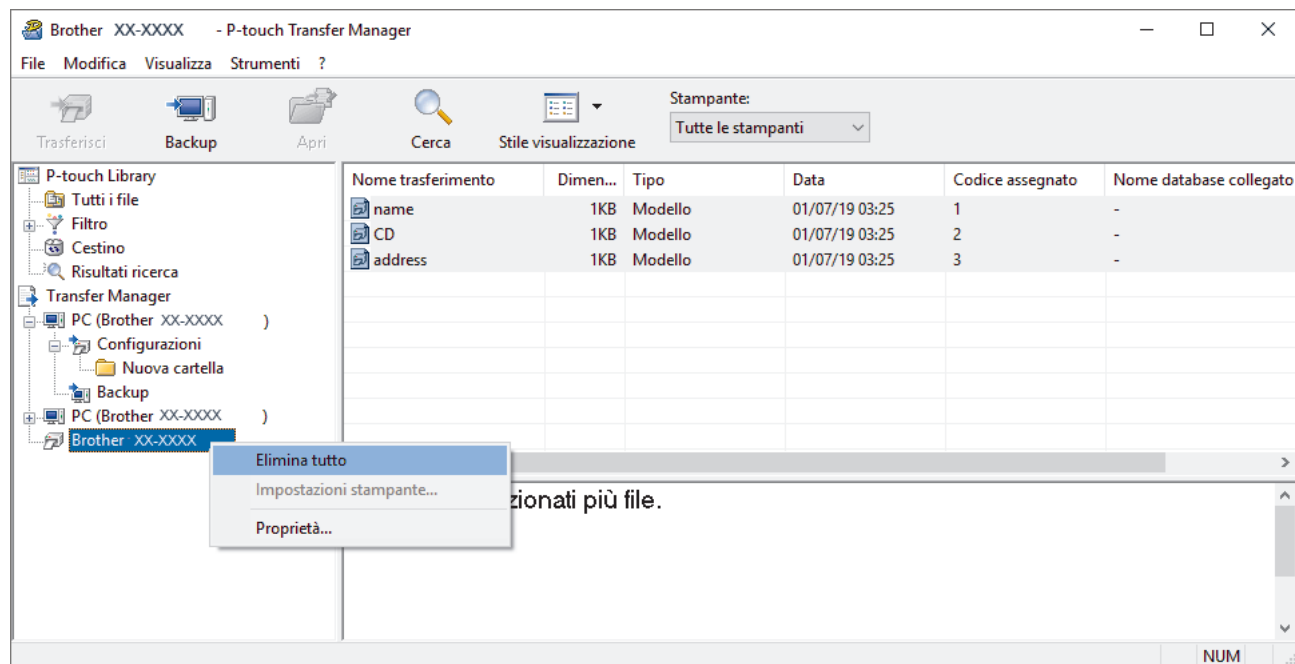 Brother XX-XXXX - P-touch Transfer Manager
File Modifica Visualizza Strumenti ?
Stampante:
Tutte le stampanti
Trasferisci Backup Apri Cerca Stile visualizzazione
P-touch Library
Tutti i file
Filtro
Cestino
Risultati ricerca
Transfer Manager
PC (Brother XX-XXXX )
Configurazioni
Nuova cartella
Backup
PC (Brother XX-XXXX )
Brother XX-XXXX
Nome trasferimento Dimen... Tipo Data Codice assegnato Nome database collegato
name 1KB Modello 01/07/19 03:25 1 -
CD 1KB Modello 01/07/19 03:25 2 -
address 1KB Modello 01/07/19 03:25 3 -
Elimina tutto
Impostazioni stampante...
Proprietà...
zionati più file.
NUM